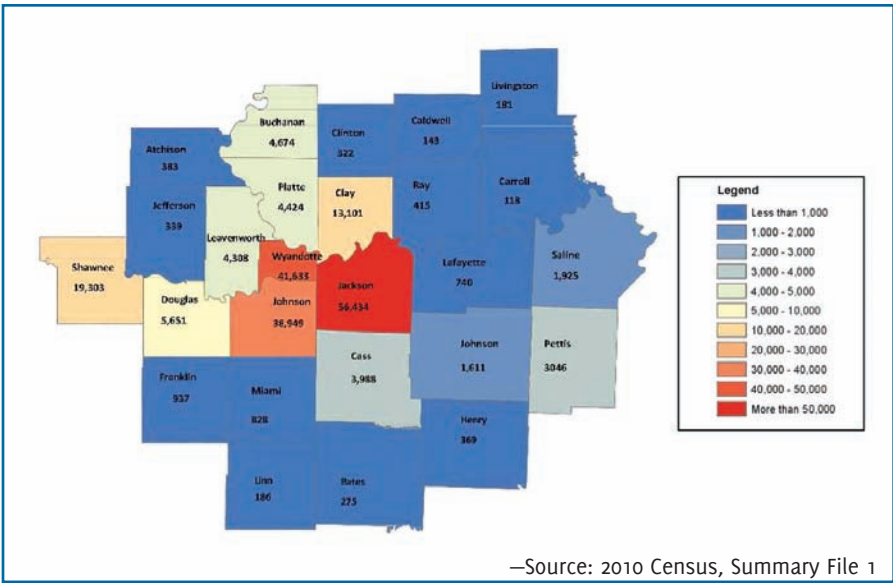 Livingston
181
Buchanan
4,674
Clinton
322
Caldwell
143
Atchison
383
Platte
4,424
Clay
13,101
Ray
415
Carroll
118
Jefferson
339
Leavenworth
4,308
Wyandotte
41,633
Jackson
56,434
Lafayette
740
Saline
1,925
Shawnee
19,303
Douglas
5,651
Johnson
38,949
Cass
3,988
Johnson
1,611
Pettis
3046
Franklin
937
Miami
828
Henry
369
Linn
186
Bates
275
Legend
Less than 1,000
1,000 - 2,000
2,000 - 3,000
3,000 - 4,000
4,000 - 5,000
5,000 - 10,000
10,000 - 20,000
20,000 - 30,000
30,000 - 40,000
40,000 - 50,000
More than 50,000
—Source: 2010 Census, Summary File 1